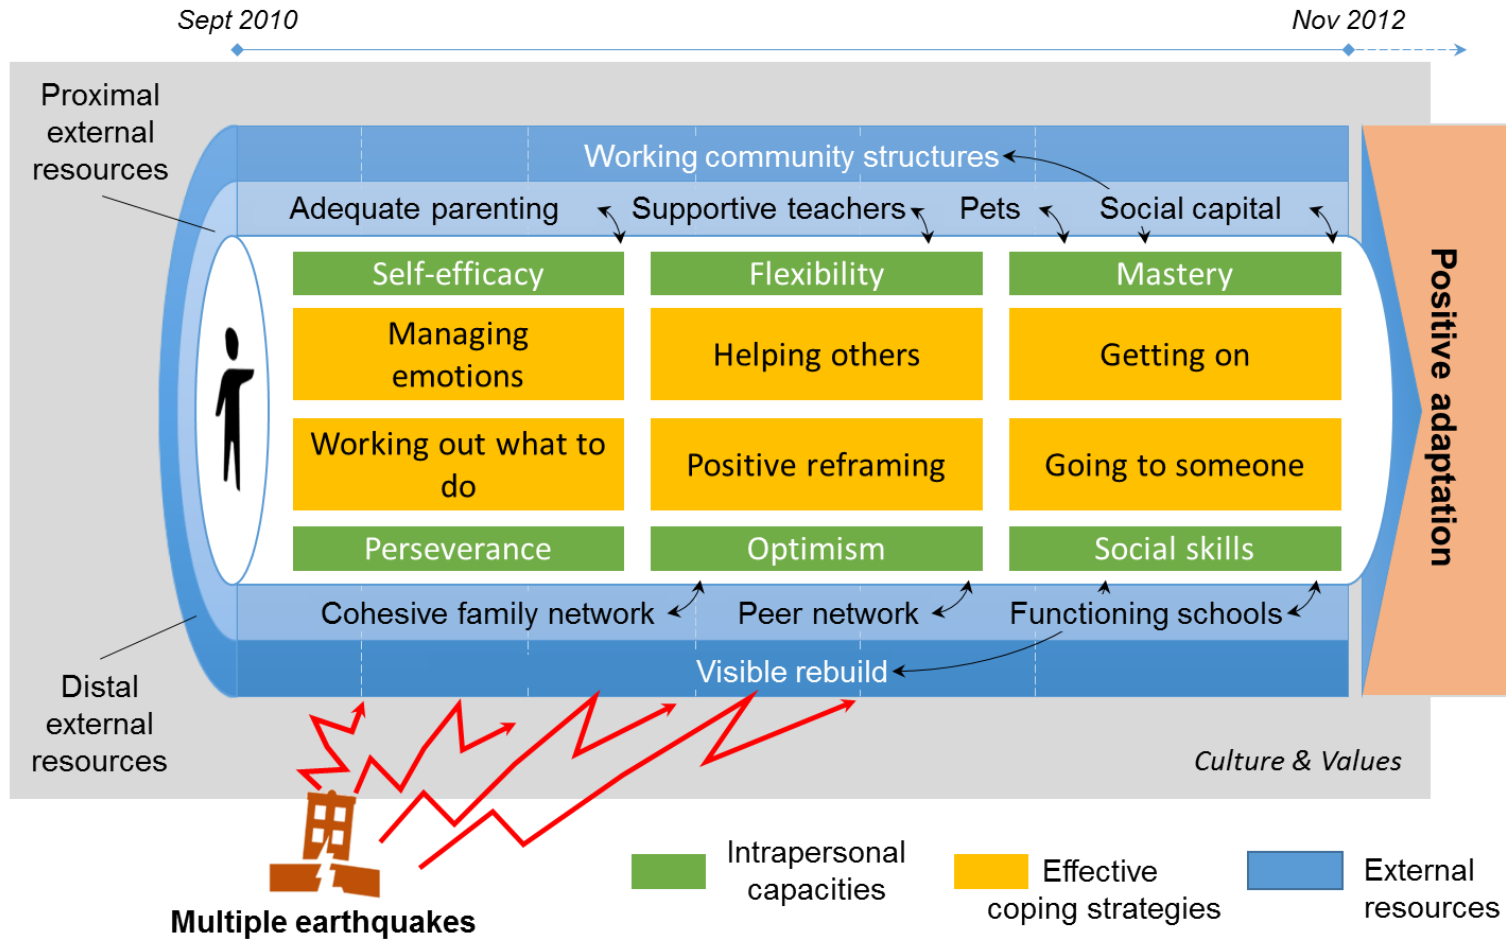 Sept 2010
Nov 2012
Proximal
external
resources
Working community structures
Adequate parenting
Supportive teachers
Pets
Social capital
Self-efficacy
Flexibility
Mastery
Managing
emotions
Helping others
Getting on
Working out what to
do
Positive reframing
Going to someone
Perseverance
Optimism
Social skills
Cohesive family network
Peer network
Functioning schools
Visible rebuild
Positive adaptation
Distal
external
resources
Culture & Values
Multiple earthquakes
Intrapersonal
capacities
Effective
coping strategies
External
resources